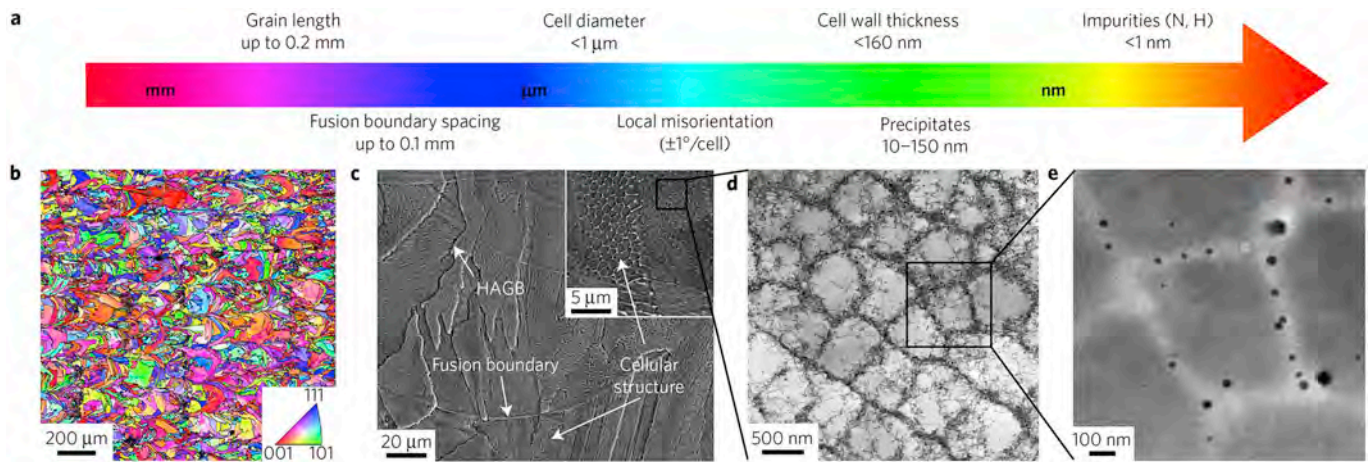 a
Grain length
up to 0.2 mm
Cell diameter
<1 µm
Cell wall thickness
<160 nm
Impurities (N, H)
<1 nm
mm
µm
nm
Fusion boundary spacing
up to 0.1 mm
Local misorientation
(±1°/cell)
Precipitates
10–150 nm
b
200 µm
111
001
101
c
HAGB
5 µm
Fusion boundary
Cellular
structure
20 µm
d
500 nm
e
100 nm